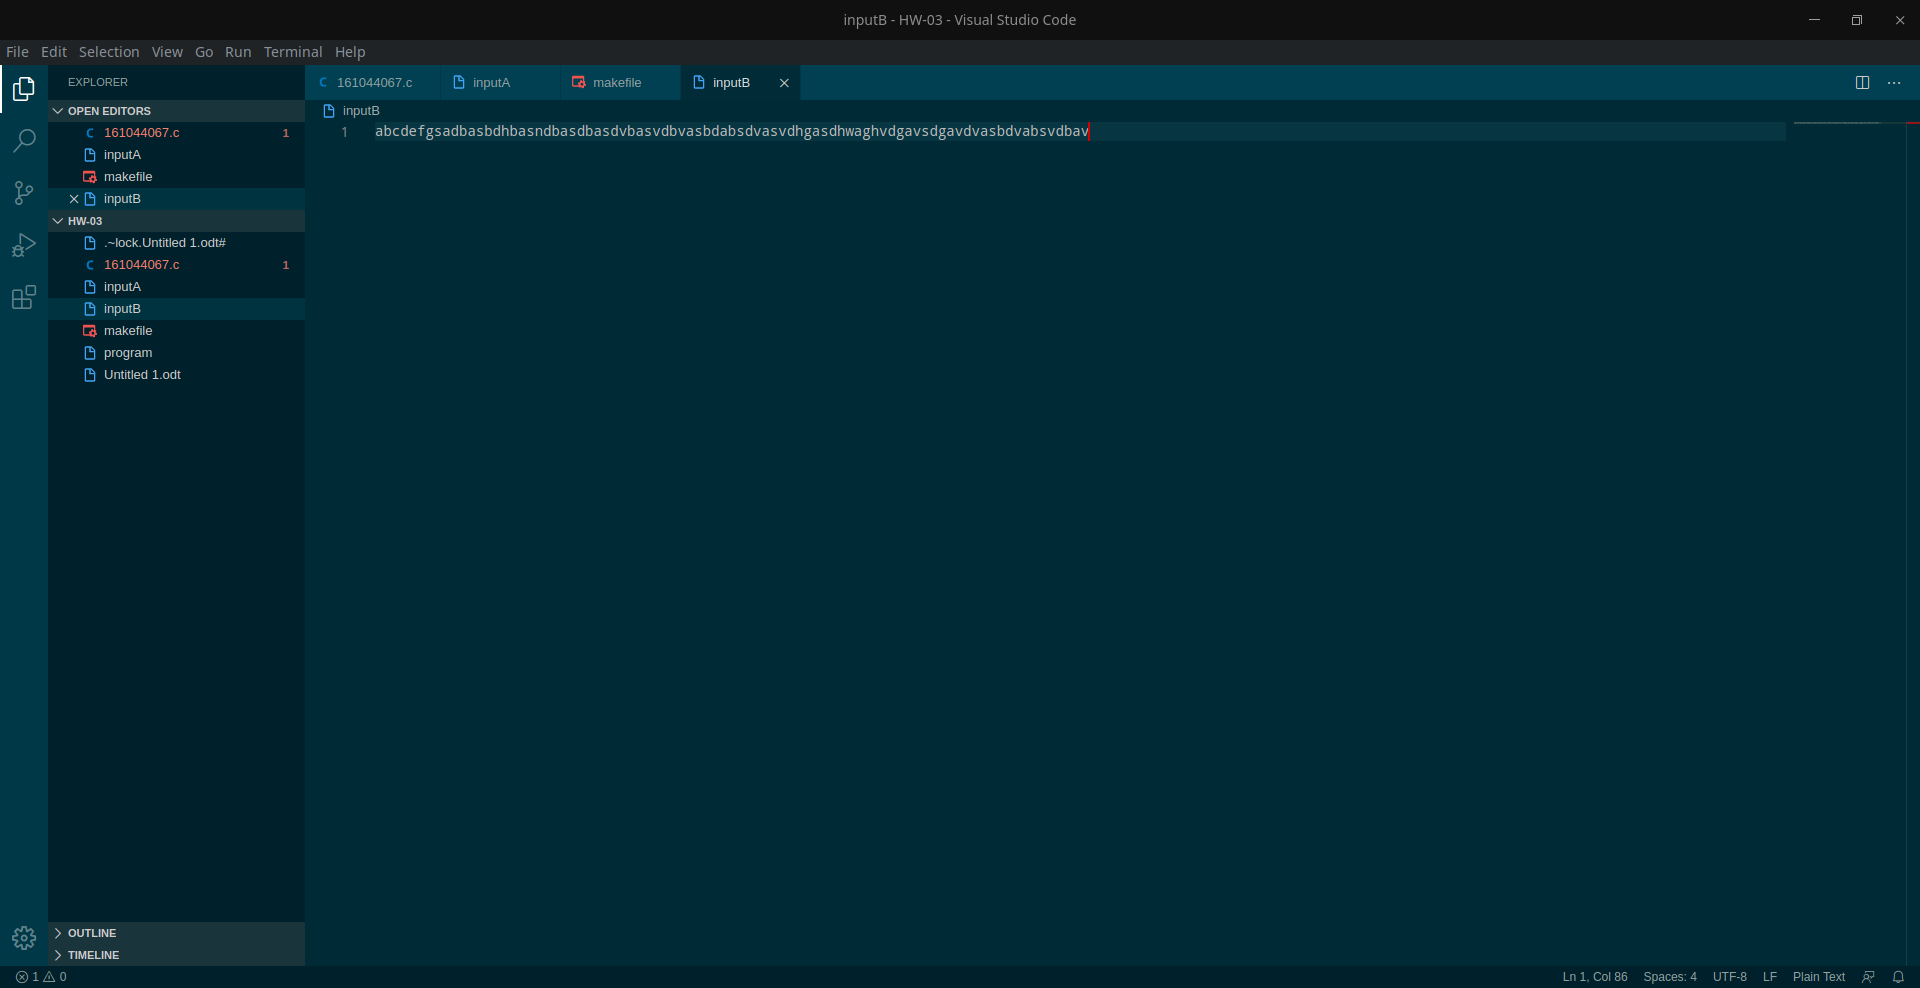 inputB - HW-03 - Visual Studio Code
File Edit Selection View Go Run Terminal Help
EXPLORER
OPEN EDITORS
161044067.c 1
inputA
makefile
inputB
HW-03
.~lock.Untitled 1.odt#
161044067.c 1
inputA
inputB
makefile
program
Untitled 1.odt
OUTLINE
TIMELINE
161044067.c inputA makefile inputB
inputB
1 abcdefgsadbasbdhbasndbasdbasdvbasvdbvasbdabsdvasvdhgasdhwaghvdgavsdgavdvasbdvabsvdbav
1 0 Ln 1, Col 86 Spaces: 4 UTF-8 LF Plain Text